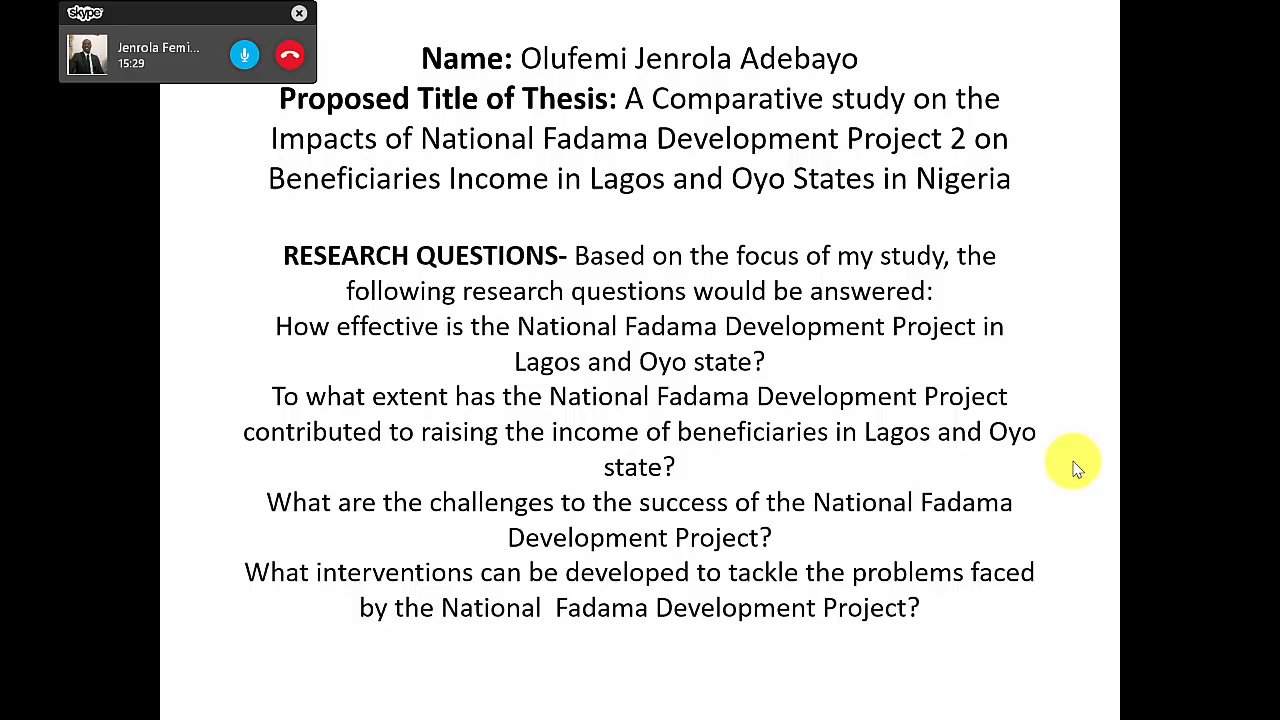 skype
Jenrola Femi...
15:29
Name: Olufemi Jenrola Adebayo
Proposed Title of Thesis: A Comparative study on the
Impacts of National Fadama Development Project 2 on
Beneficiaries Income in Lagos and Oyo States in Nigeria
RESEARCH QUESTIONS- Based on the focus of my study, the
following research questions would be answered:
How effective is the National Fadama Development Project in
Lagos and Oyo state?
To what extent has the National Fadama Development Project
contributed to raising the income of beneficiaries in Lagos and Oyo
state?
What are the challenges to the success of the National Fadama
Development Project?
What interventions can be developed to tackle the problems faced
by the National  Fadama Development Project?